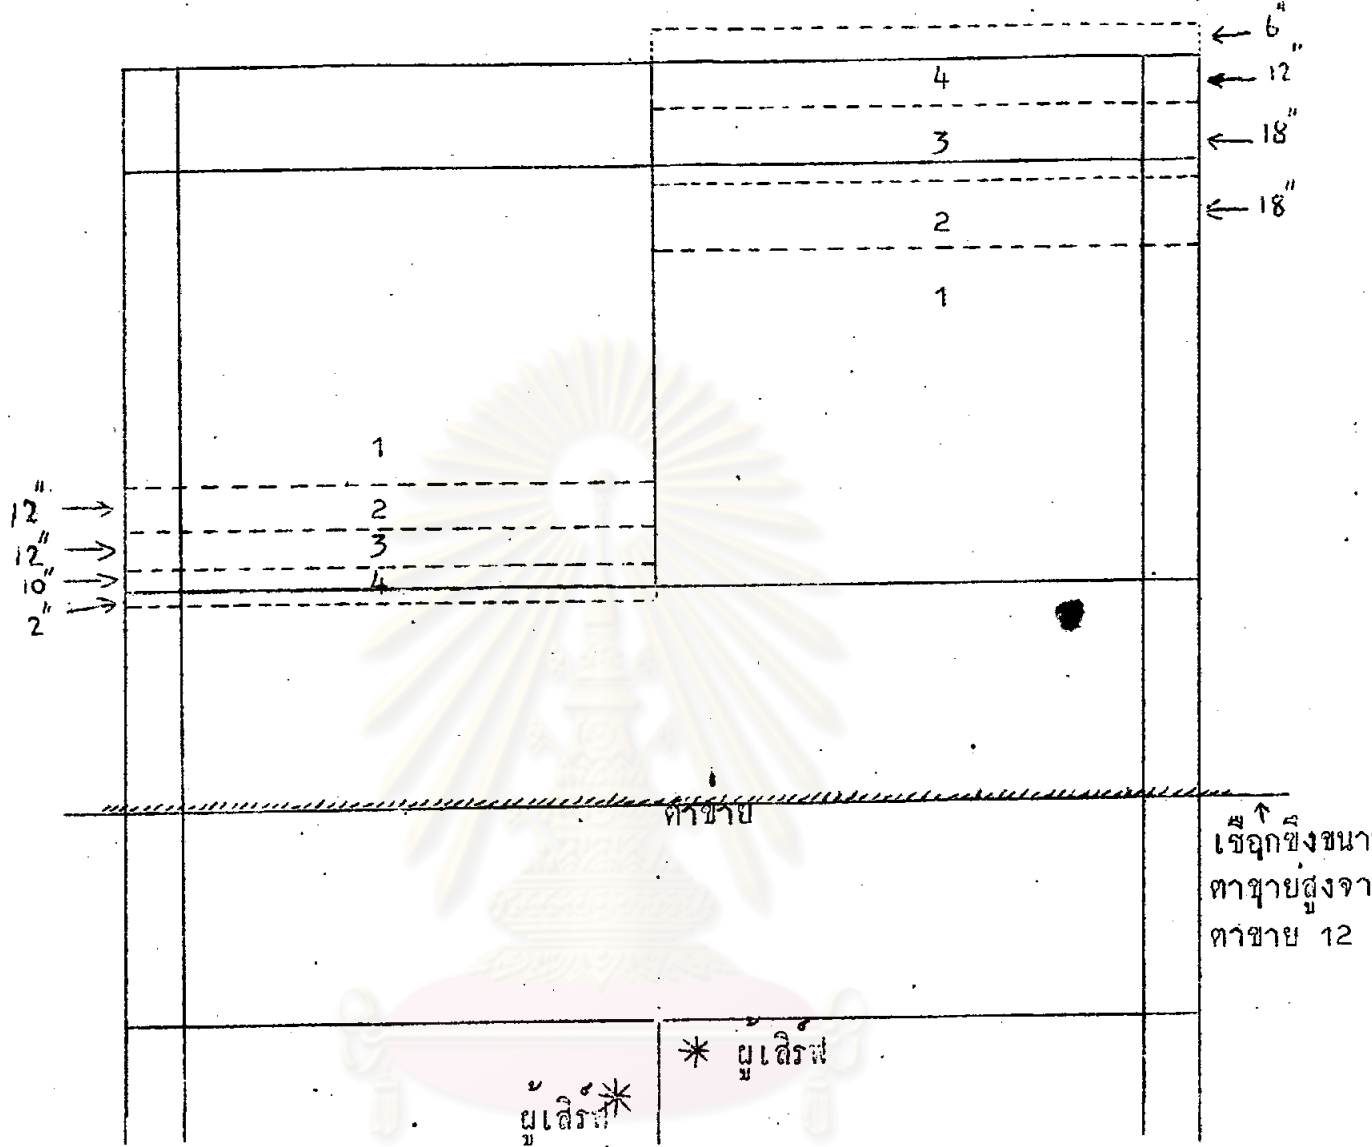 6"
4
12"
3
18"
18"
2
1
1
12"
2
12"
3
10"
4
2"
ตาข่าย
เชือกขึงขนา
ตาข่ายสูงจา
ตาข่าย 12
* ผู้เสิร์ฟ
ผู้เสิร์ฟ *